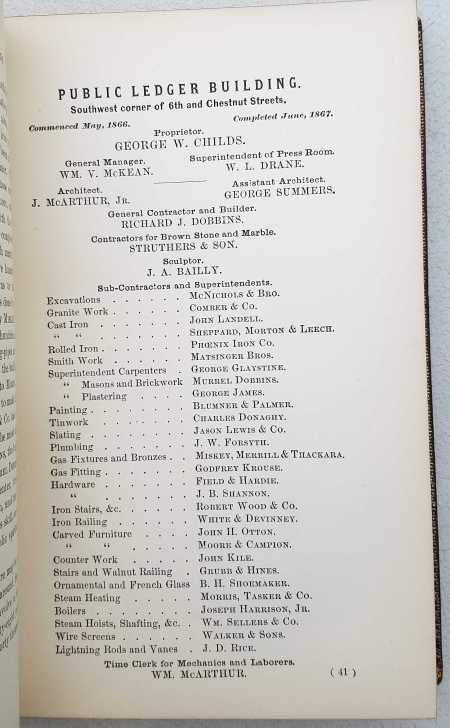 PUBLIC LEDGER BUILDING.
Southwest corner of 6th and Chestnut Streets,
Commenced May, 1866. Completed June, 1867.
Proprietor.
GEORGE W. CHILDS.
General Manager. Superintendent of Press Room.
WM. V. McKEAN. W. L. DRANE.
Architect. Assistant Architect.
J. McARTHUR, Jr. GEORGE SUMMERS.
General Contractor and Builder.
RICHARD J. DOBBINS.
Contractors for Brown Stone and Marble.
STRUTHERS & SON.
Sculptor.
J. A. BAILLY.
Sub-Contractors and Superintendents.
Excavations . . . . . . McNichols & Bro.
Granite Work . . . . . . Comber & Co.
Cast Iron . . . . . . . John Landell.
“ “ . . . . . . . Sheppard, Morton & Leech.
Rolled Iron . . . . . . Phœnix Iron Co.
Smith Work . . . . . . Matsinger Bros.
Superintendent Carpenters . George Glaystine.
“ Masons and Brickwork Murrel Dobbins.
“ Plastering . . . . George James.
Painting . . . . . . . Blumner & Palmer.
Tinwork . . . . . . . Charles Donaghy.
Slating . . . . . . . Jason Lewis & Co.
Plumbing . . . . . . . J. W. Forsyth.
Gas Fixtures and Bronzes . . Miskey, Merrill & Thackara.
Gas Fitting . . . . . . Godfrey Krouse.
Hardware . . . . . . Field & Hardie.
“ . . . . . . J. B. Shannon.
Iron Stairs, &c. . . . . . Robert Wood & Co.
Iron Railing . . . . . White & Devinney.
Carved Furniture . . . . John H. Otton.
“ “ . . . . Moore & Campion.
Counter Work . . . . . John Kile.
Stairs and Walnut Railing . Grubb & Hines.
Ornamental and French Glass B. H. Shoemaker.
Steam Heating . . . . . Morris, Tasker & Co.
Boilers . . . . . . . Joseph Harrison, Jr.
Steam Hoists, Shafting, &c. . Wm. Sellers & Co.
Wire Screens . . . . . Walker & Sons.
Lightning Rods and Vanes . J. D. Rice.
Time Clerk for Mechanics and Laborers.
WM. McARTHUR. ( 41 )